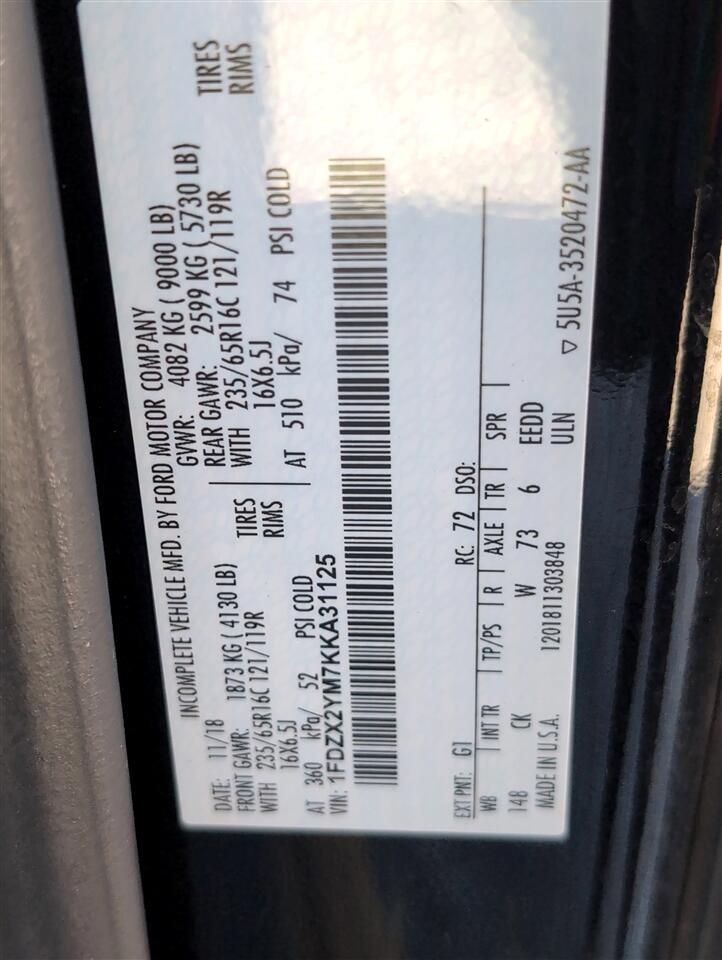 INCOMPLETE VEHICLE MFD. BY FORD MOTOR COMPANY
DATE: 11/18 GVWR: 4082 KG ( 9000 LB)
FRONT GAWR: 1873 KG ( 4130 LB) REAR GAWR: 2599 KG ( 5730 LB)
WITH 235/65R16C 121/119R TIRES WITH 235/65R16C 121/119R TIRES
16X6.5J RIMS 16X6.5J RIMS
AT 360 kPa/ 52 PSI COLD AT 510 kPa/ 74 PSI COLD
VIN: 1FDZX2YM7KKA31125
EXT PNT: G1 RC: 72 DSO:
WB INT TR TP/PS R AXLE TR SPR
148 CK W 73 6 EEDD
MADE IN U.S.A. 1201811303848 ULN
▽ 5U5A-3520472-AA